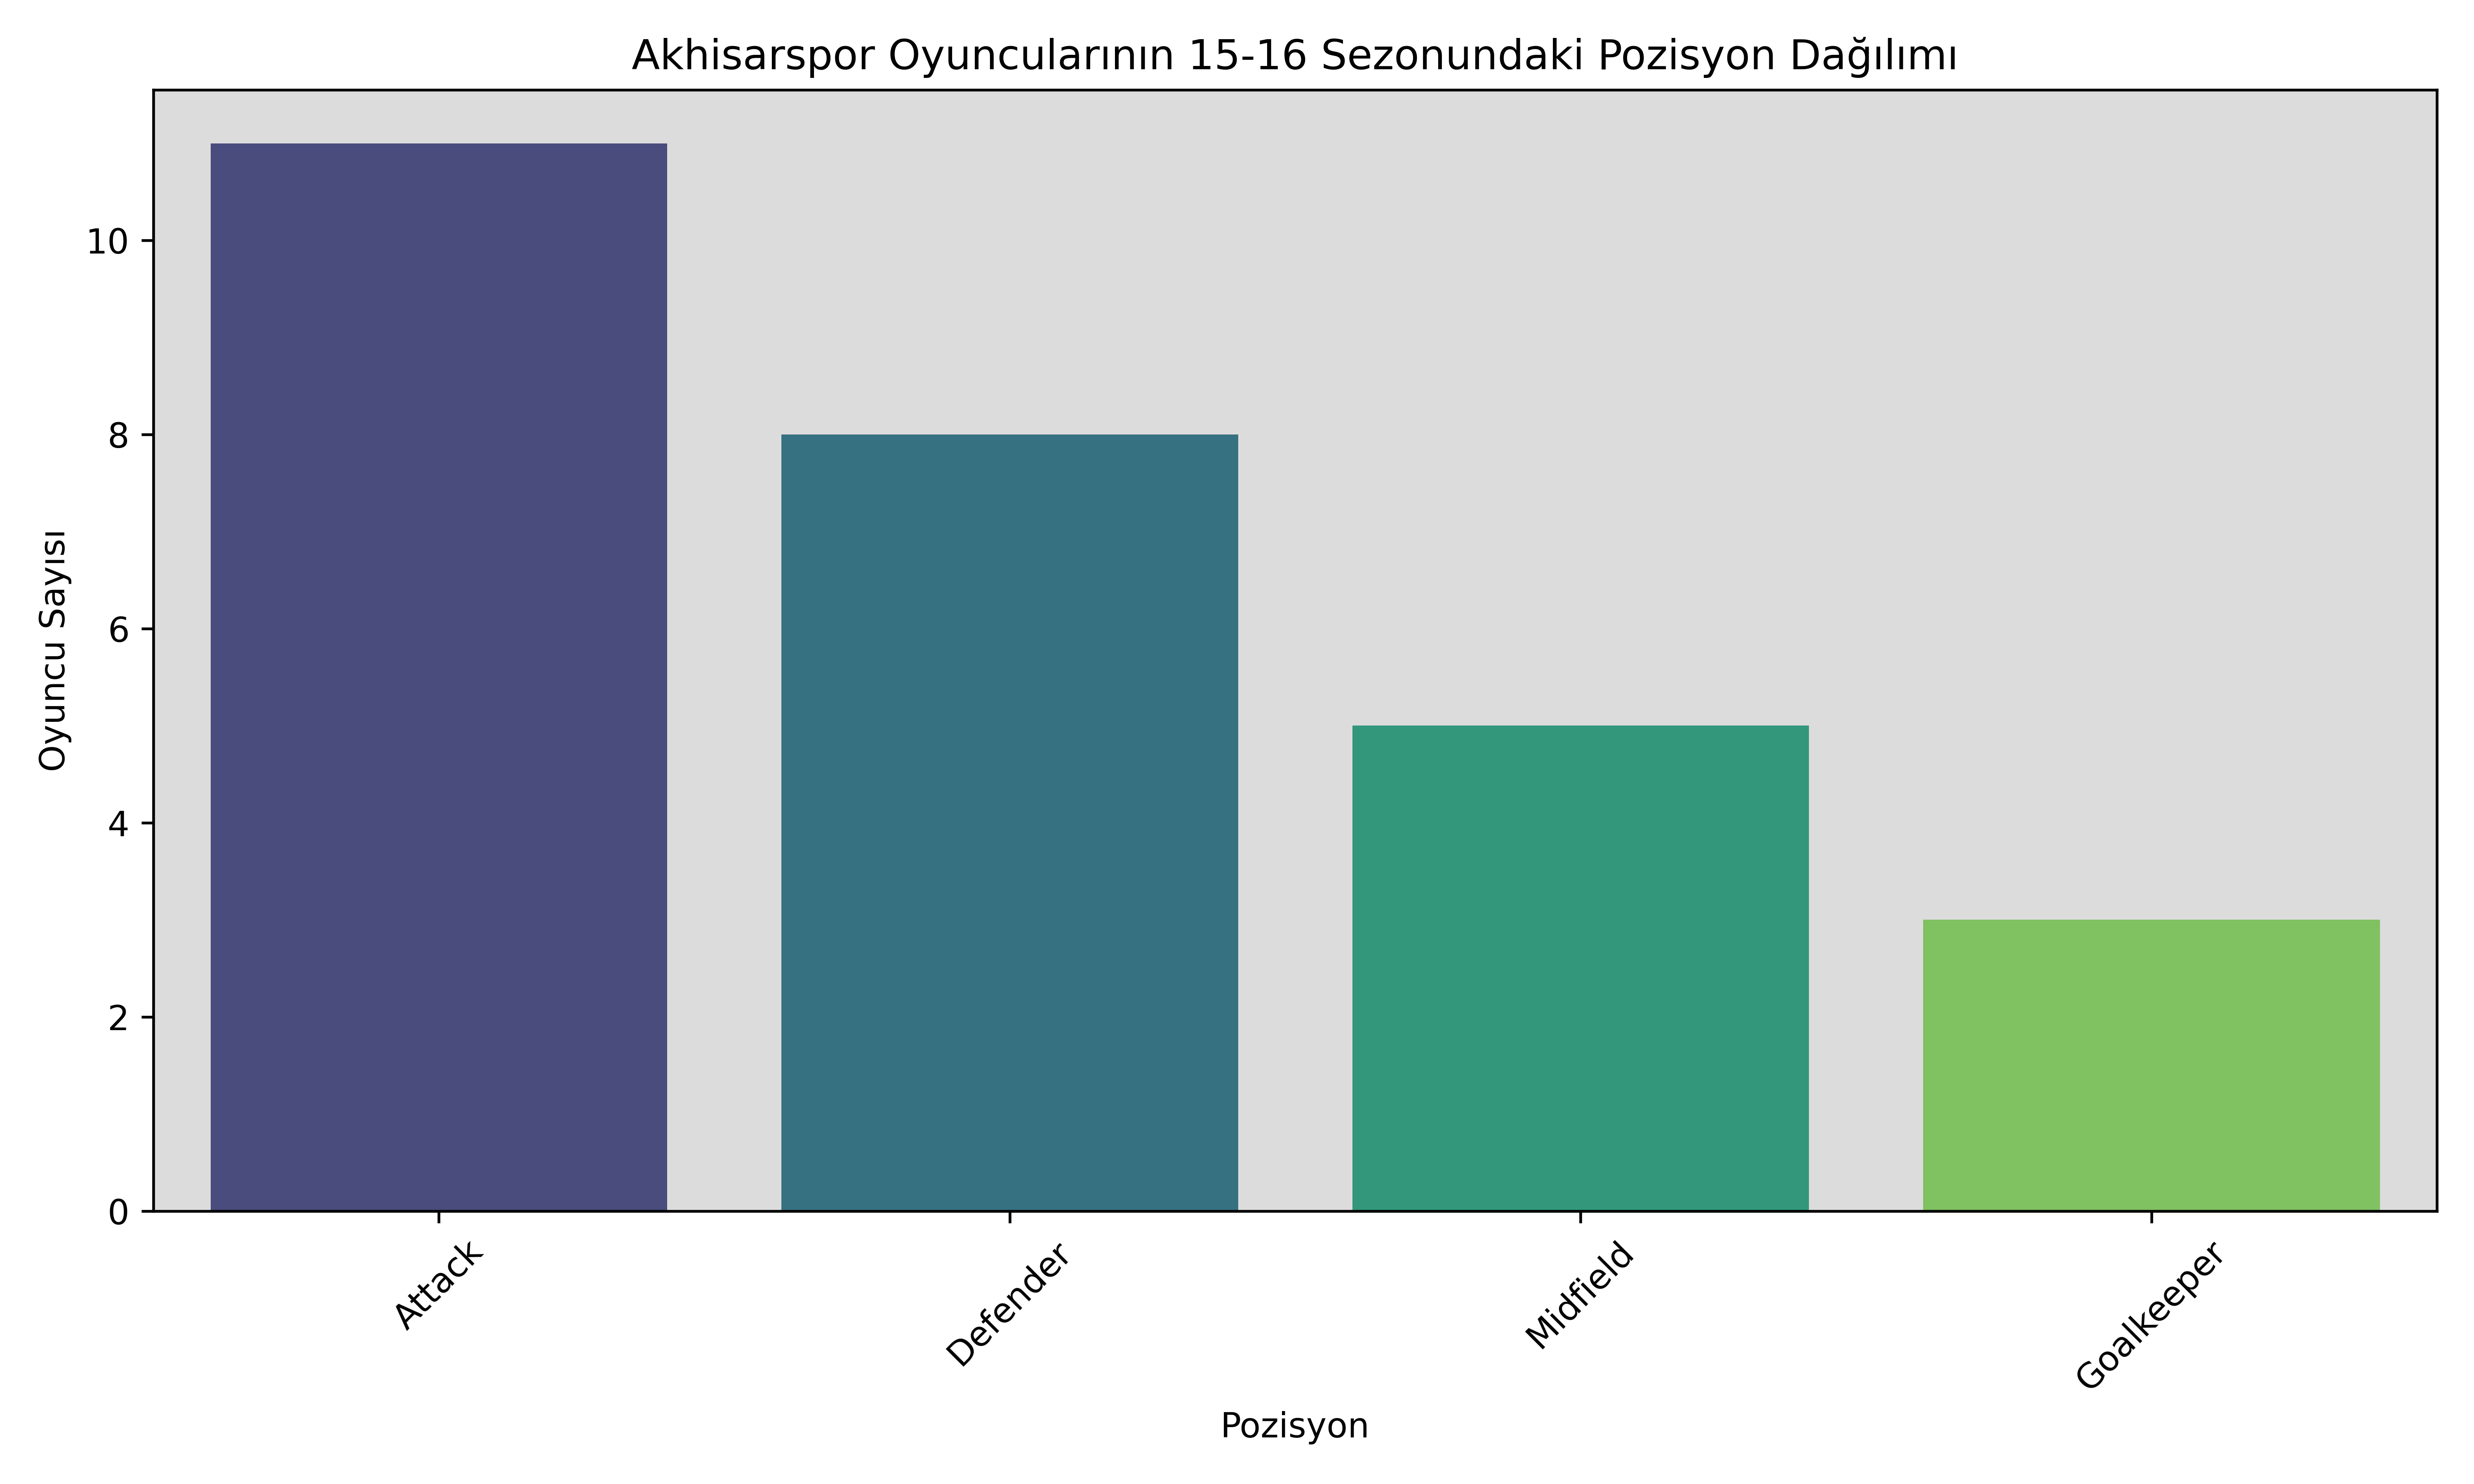 Akhisarspor Oyuncularının 15-16 Sezonundaki Pozisyon Dağılımı
Oyuncu Sayısı
10
8
6
4
2
0
Attack
Defender
Midfield
Goalkeeper
Pozisyon